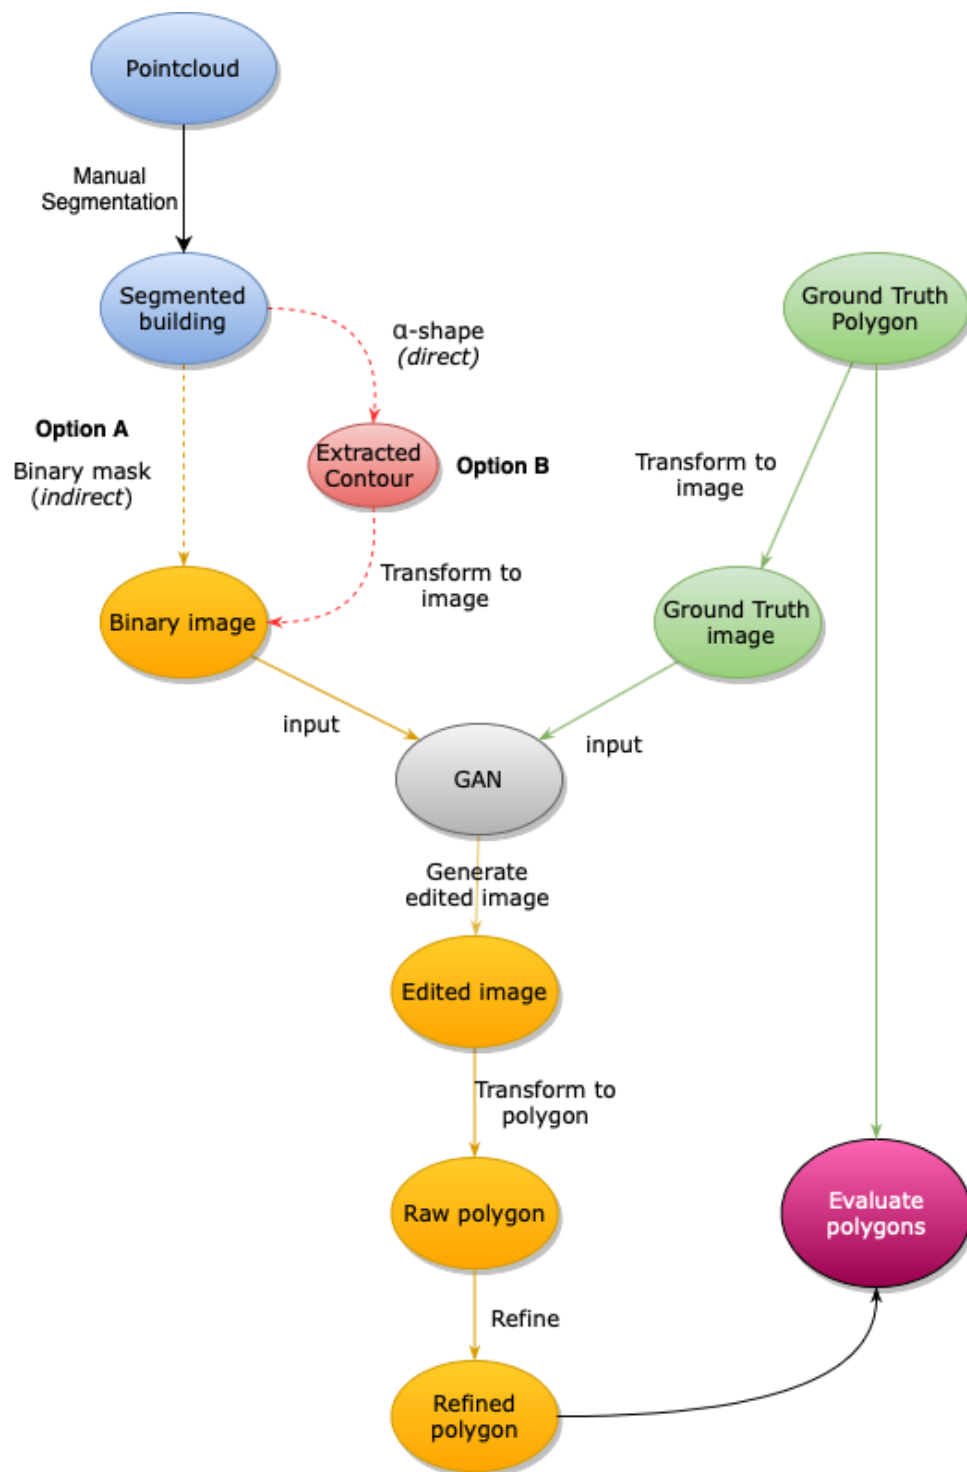 Pointcloud
Manual
Segmentation
Segmented
building
Ground Truth
Polygon
α-shape
(direct)
Option A
Binary mask
(indirect)
Extracted
Contour
Option B
Transform to
image
Transform to
image
Binary image
Ground Truth
image
input
input
GAN
Generate
edited image
Edited image
Transform to
polygon
Raw polygon
Evaluate
polygons
Refine
Refined
polygon